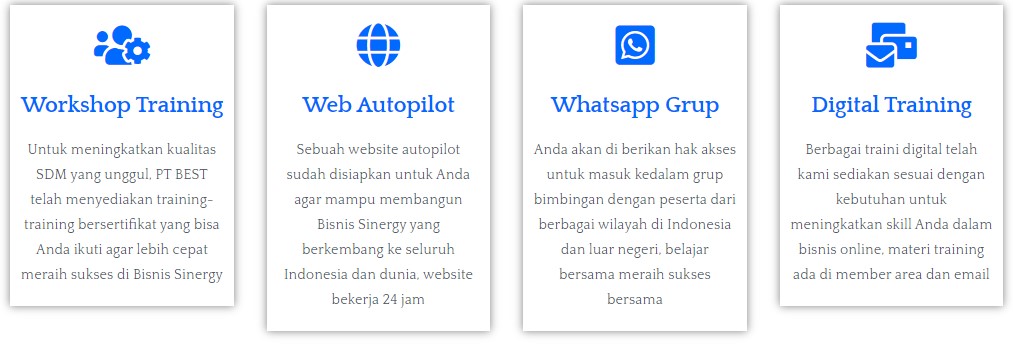 Workshop Training
Untuk meningkatkan kualitas
SDM yang unggul, PT BEST
telah menyediakan training-
training bersertifikat yang bisa
Anda ikuti agar lebih cepat
meraih sukses di Bisnis Sinergy
Web Autopilot
Sebuah website autopilot
sudah disiapkan untuk Anda
agar mampu membangun
Bisnis Sinergy yang
berkembang ke seluruh
Indonesia dan dunia, website
bekerja 24 jam
Whatsapp Grup
Anda akan di berikan hak akses
untuk masuk kedalam grup
bimbingan dengan peserta dari
berbagai wilayah di Indonesia
dan luar negeri, belajar
bersama meraih sukses
bersama
Digital Training
Berbagai traini digital telah
kami sediakan sesuai dengan
kebutuhan untuk
meningkatkan skill Anda dalam
bisnis online, materi training
ada di member area dan email